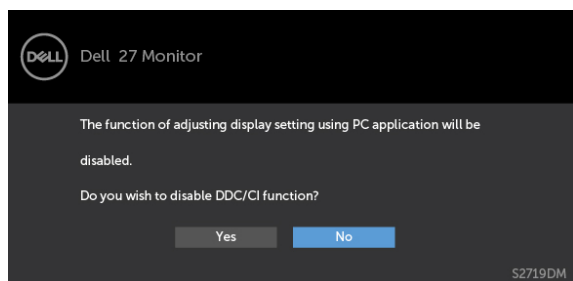 DELL
Dell 27 Monitor
The function of adjusting display setting using PC application will be
disabled.
Do you wish to disable DDC/CI function?
Yes No
S2719DM